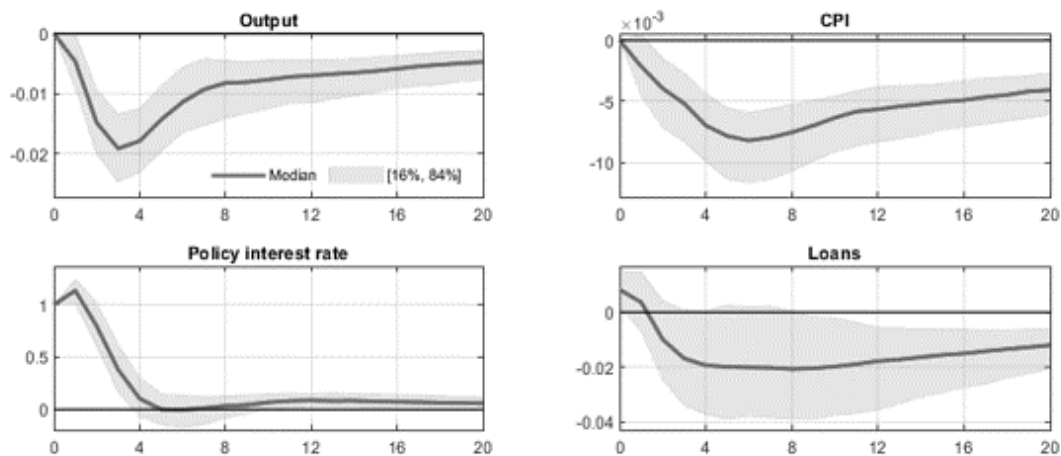 Output
0
-0.01
-0.02
Median [16%, 84%]
0 4 8 12 16 20
CPI
×10⁻³
0
-5
-10
0 4 8 12 16 20
Policy interest rate
1
0.5
0
0 4 8 12 16 20
Loans
0
-0.02
-0.04
0 4 8 12 16 20